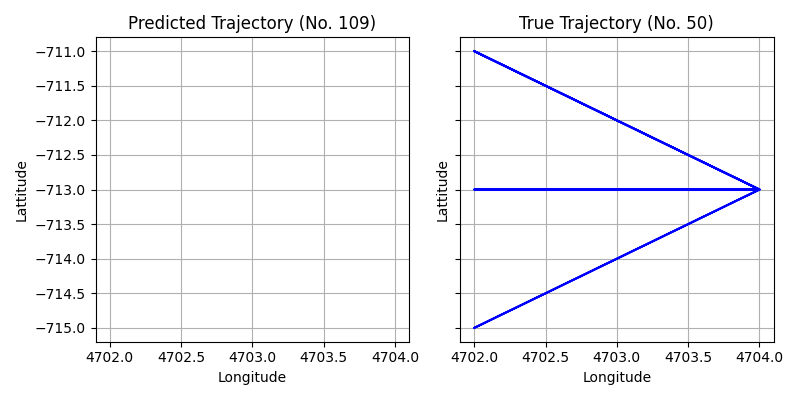 Predicted Trajectory (No. 109)
−711.0
−711.5
−712.0
−712.5
−713.0
−713.5
−714.0
−714.5
−715.0
Lattitude
4702.0 4702.5 4703.0 4703.5 4704.0
Longitude
True Trajectory (No. 50)
Lattitude
4702.0 4702.5 4703.0 4703.5 4704.0
Longitude